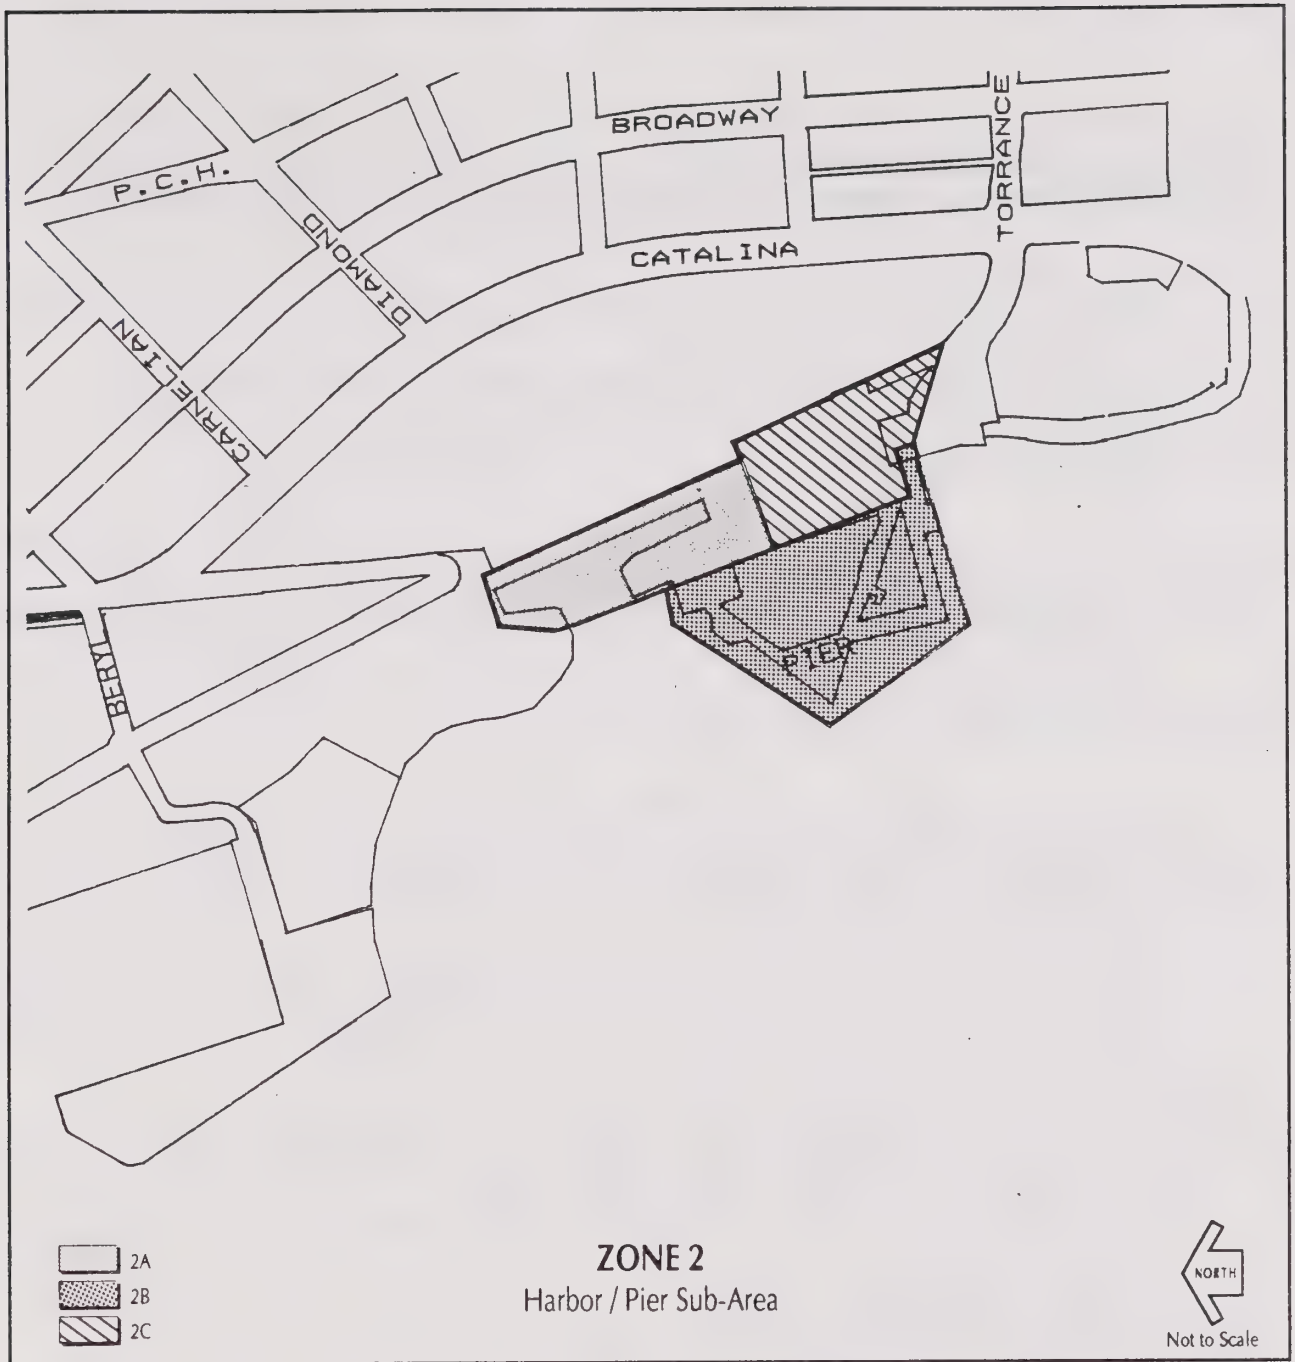 BROADWAY
TORRANCE
P.C.H.
DIAMOND
CATALINA
CARNELIAN
BERYL
PIER
2A
2B
2C
ZONE 2
Harbor / Pier Sub-Area
NORTH
Not to Scale